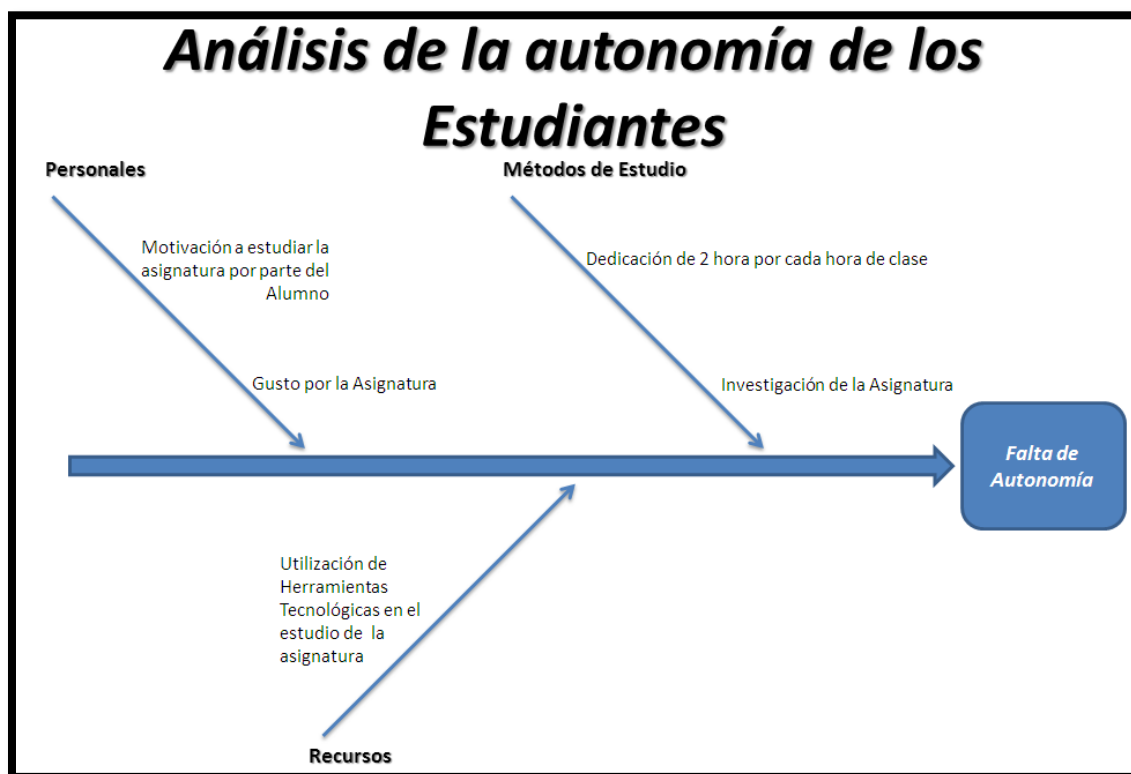 Análisis de la autonomía de los
Estudiantes
Personales
Métodos de Estudio
Motivación a estudiar la
asignatura por parte del
Alumno
Dedicación de 2 hora por cada hora de clase
Gusto por la Asignatura
Investigación de la Asignatura
Falta de
Autonomía
Utilización de
Herramientas
Tecnológicas en el
estudio de la
asignatura
Recursos